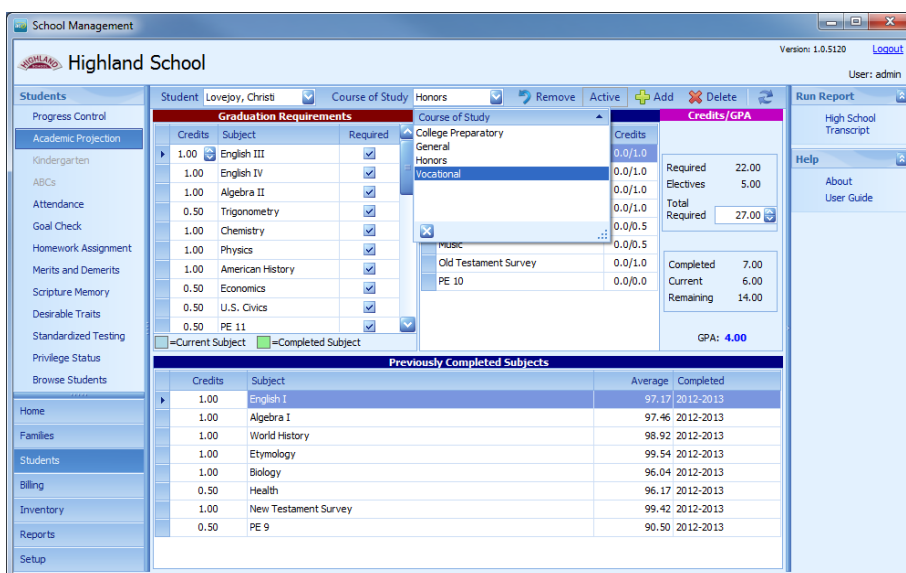 School Management
HIGHLAND Highland School
Version: 1.0.5120 Logout
User: admin
Students
Progress Control
Academic Projection
Kindergarten
ABCs
Attendance
Goal Check
Homework Assignment
Merits and Demerits
Scripture Memory
Desirable Traits
Standardized Testing
Privilege Status
Browse Students
Home
Families
Students
Billing
Inventory
Reports
Setup
Student Lovejoy, Christi Course of Study Honors Remove Active Add Delete
Graduation Requirements
Credits Subject Required
1.00 English III
1.00 English IV
1.00 Algebra II
0.50 Trigonometry
1.00 Chemistry
1.00 Physics
1.00 American History
0.50 Economics
0.50 U.S. Civics
0.50 PE 11
=Current Subject =Completed Subject
Course of Study
College Preparatory
General
Honors
Vocational
Credits
0.0/1.0
0.0/1.0
0.0/1.0
0.0/1.0
0.0/0.5
Music 0.0/0.5
Old Testament Survey 0.0/1.0
PE 10 0.0/0.0
Credits/GPA
Required 22.00
Electives 5.00
Total
Required 27.00
Completed 7.00
Current 6.00
Remaining 14.00
GPA: 4.00
Previously Completed Subjects
Credits Subject Average Completed
1.00 English I 97.17 2012-2013
1.00 Algebra I 97.46 2012-2013
1.00 World History 98.92 2012-2013
1.00 Etymology 99.54 2012-2013
1.00 Biology 96.04 2012-2013
0.50 Health 96.17 2012-2013
1.00 New Testament Survey 99.42 2012-2013
0.50 PE 9 90.50 2012-2013
Run Report
High School
Transcript
Help
About
User Guide